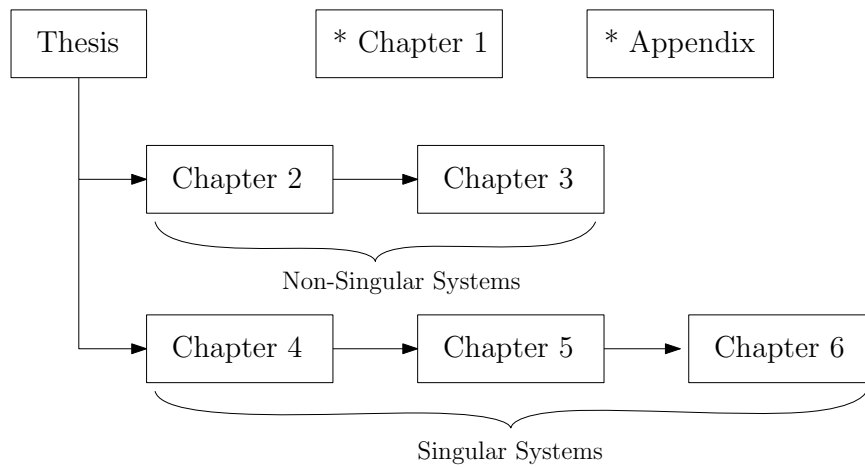 Thesis
* Chapter 1
* Appendix
Chapter 2
Chapter 3
Non-Singular Systems
Chapter 4
Chapter 5
Chapter 6
Singular Systems